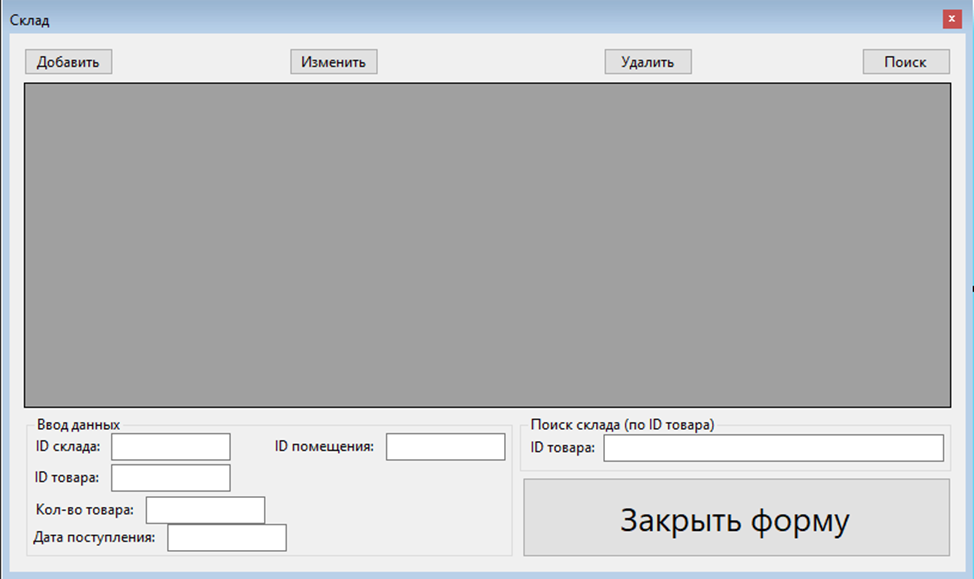 Склад
Добавить Изменить Удалить Поиск
Ввод данных
ID склада: ID помещения:
ID товара:
Кол-во товара:
Дата поступления:
Поиск склада (по ID товара)
ID товара:
Закрыть форму